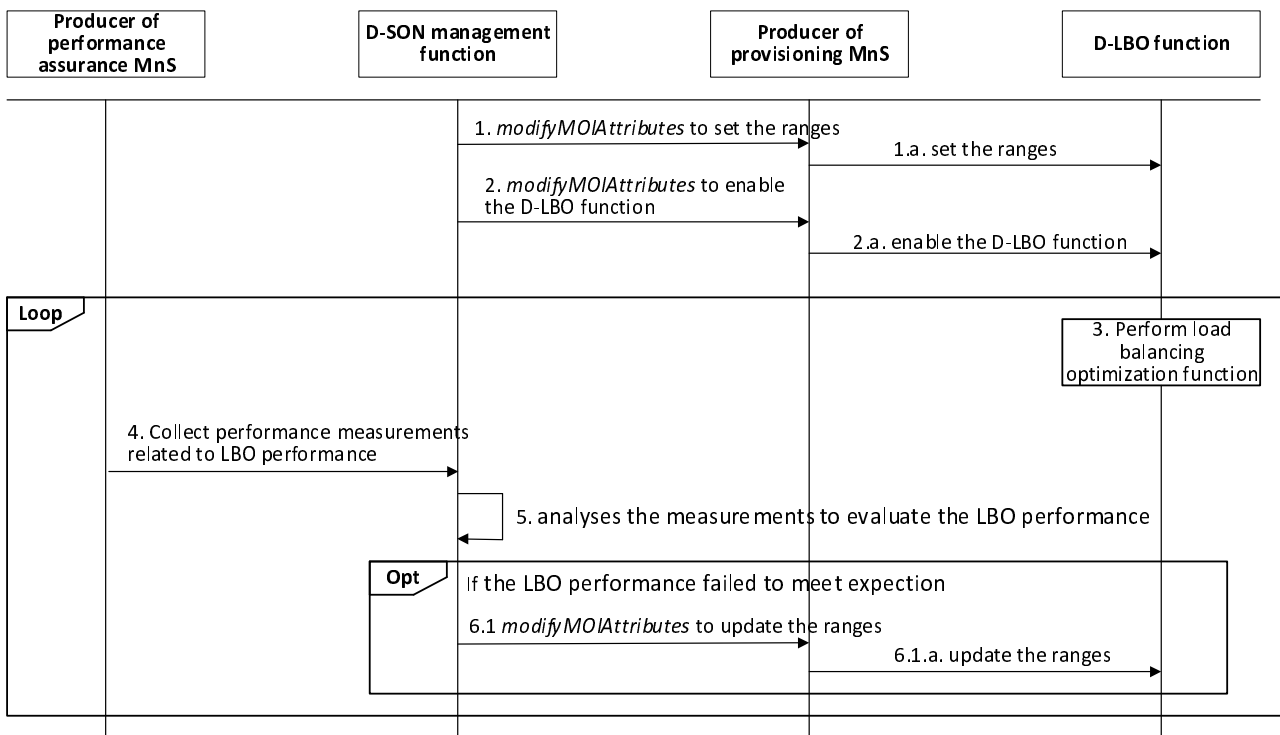 Producer of
performance
assurance MnS
D-SON management
function
Producer of
provisioning MnS
D-LBO function
1. modifyMOIAttributes to set the ranges
1.a. set the ranges
2. modifyMOIAttributes to enable
the D-LBO function
2.a. enable the D-LBO function
Loop
3. Perform load
balancing
optimization function
4. Collect performance measurements
related to LBO performance
5. analyses the measurements to evaluate the LBO performance
Opt
If the LBO performance failed to meet expection
6.1 modifyMOIAttributes to update the ranges
6.1.a. update the ranges